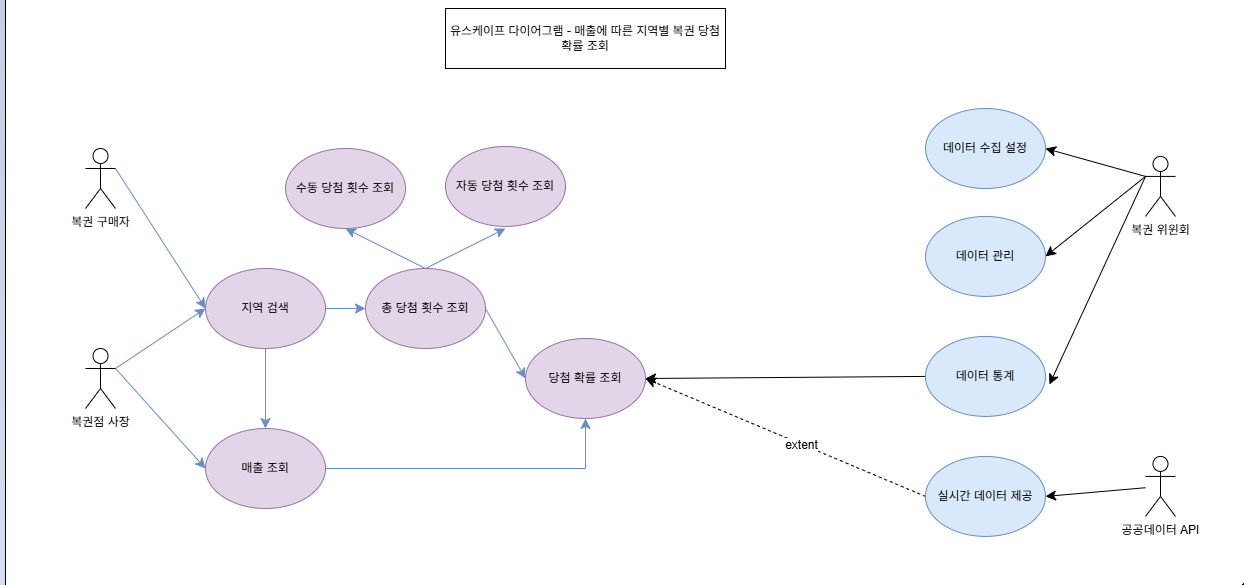 유스케이프 다이어그램 - 매출에 따른 지역별 복권 당첨
확률 조회
데이터 수집 설정
복권 구매자
수동 당첨 횟수 조회
자동 당첨 횟수 조회
복권 위윈회
데이터 관리
지역 검색
총 당첨 횟수 조회
당첨 확률 조회
데이터 통계
복권점 사장
extent
매출 조회
실시간 데이터 제공
공공데이터 API